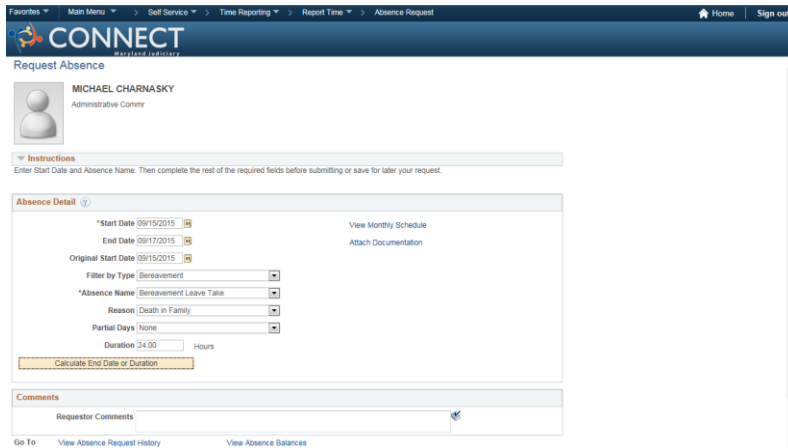 Favorites Main Menu > Self Service > Time Reporting > Report Time > Absence Request Home Sign out
CONNECT
Maryland Judiciary
Request Absence
MICHAEL CHARNASKY
Administrative Commr
Instructions
Enter Start Date and Absence Name. Then complete the rest of the required fields before submitting or save for later your request.
Absence Detail ?
*Start Date 09/15/2015 View Monthly Schedule
End Date 09/17/2015 Attach Documentation
Original Start Date 09/15/2015
Filter by Type Bereavement
*Absence Name Bereavement Leave Take
Reason Death in Family
Partial Days None
Duration 24.00 Hours
Calculate End Date or Duration
Comments
Requestor Comments
Go To View Absence Request History View Absence Balances